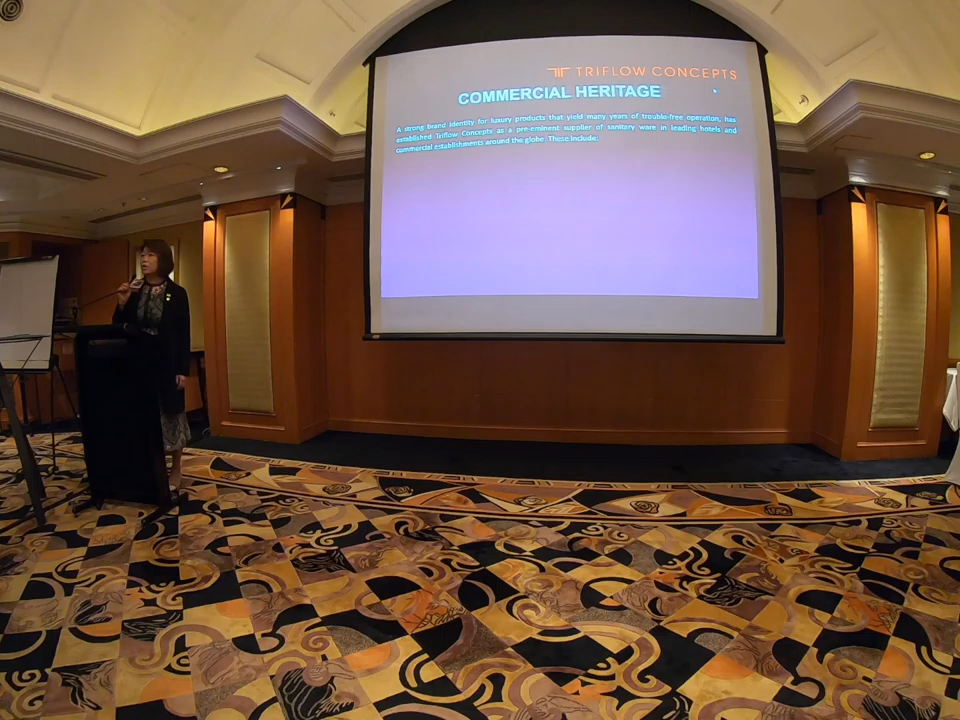 TRIFLOW CONCEPTS
COMMERCIAL HERITAGE
A strong brand identity for luxury products that yield many years of trouble-free operation, has
established Triflow Concepts as a pre-eminent supplier of sanitary ware in leading hotels and
commercial establishments around the globe. These include: